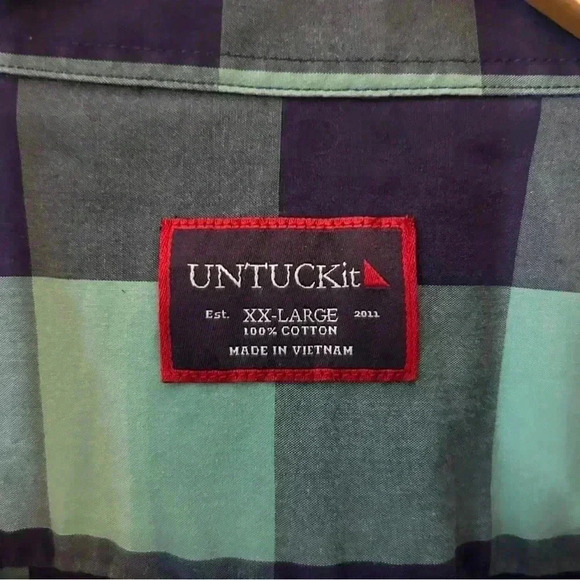 UNTUCKit
Est. XX-LARGE 2011
100% COTTON
MADE IN VIETNAM